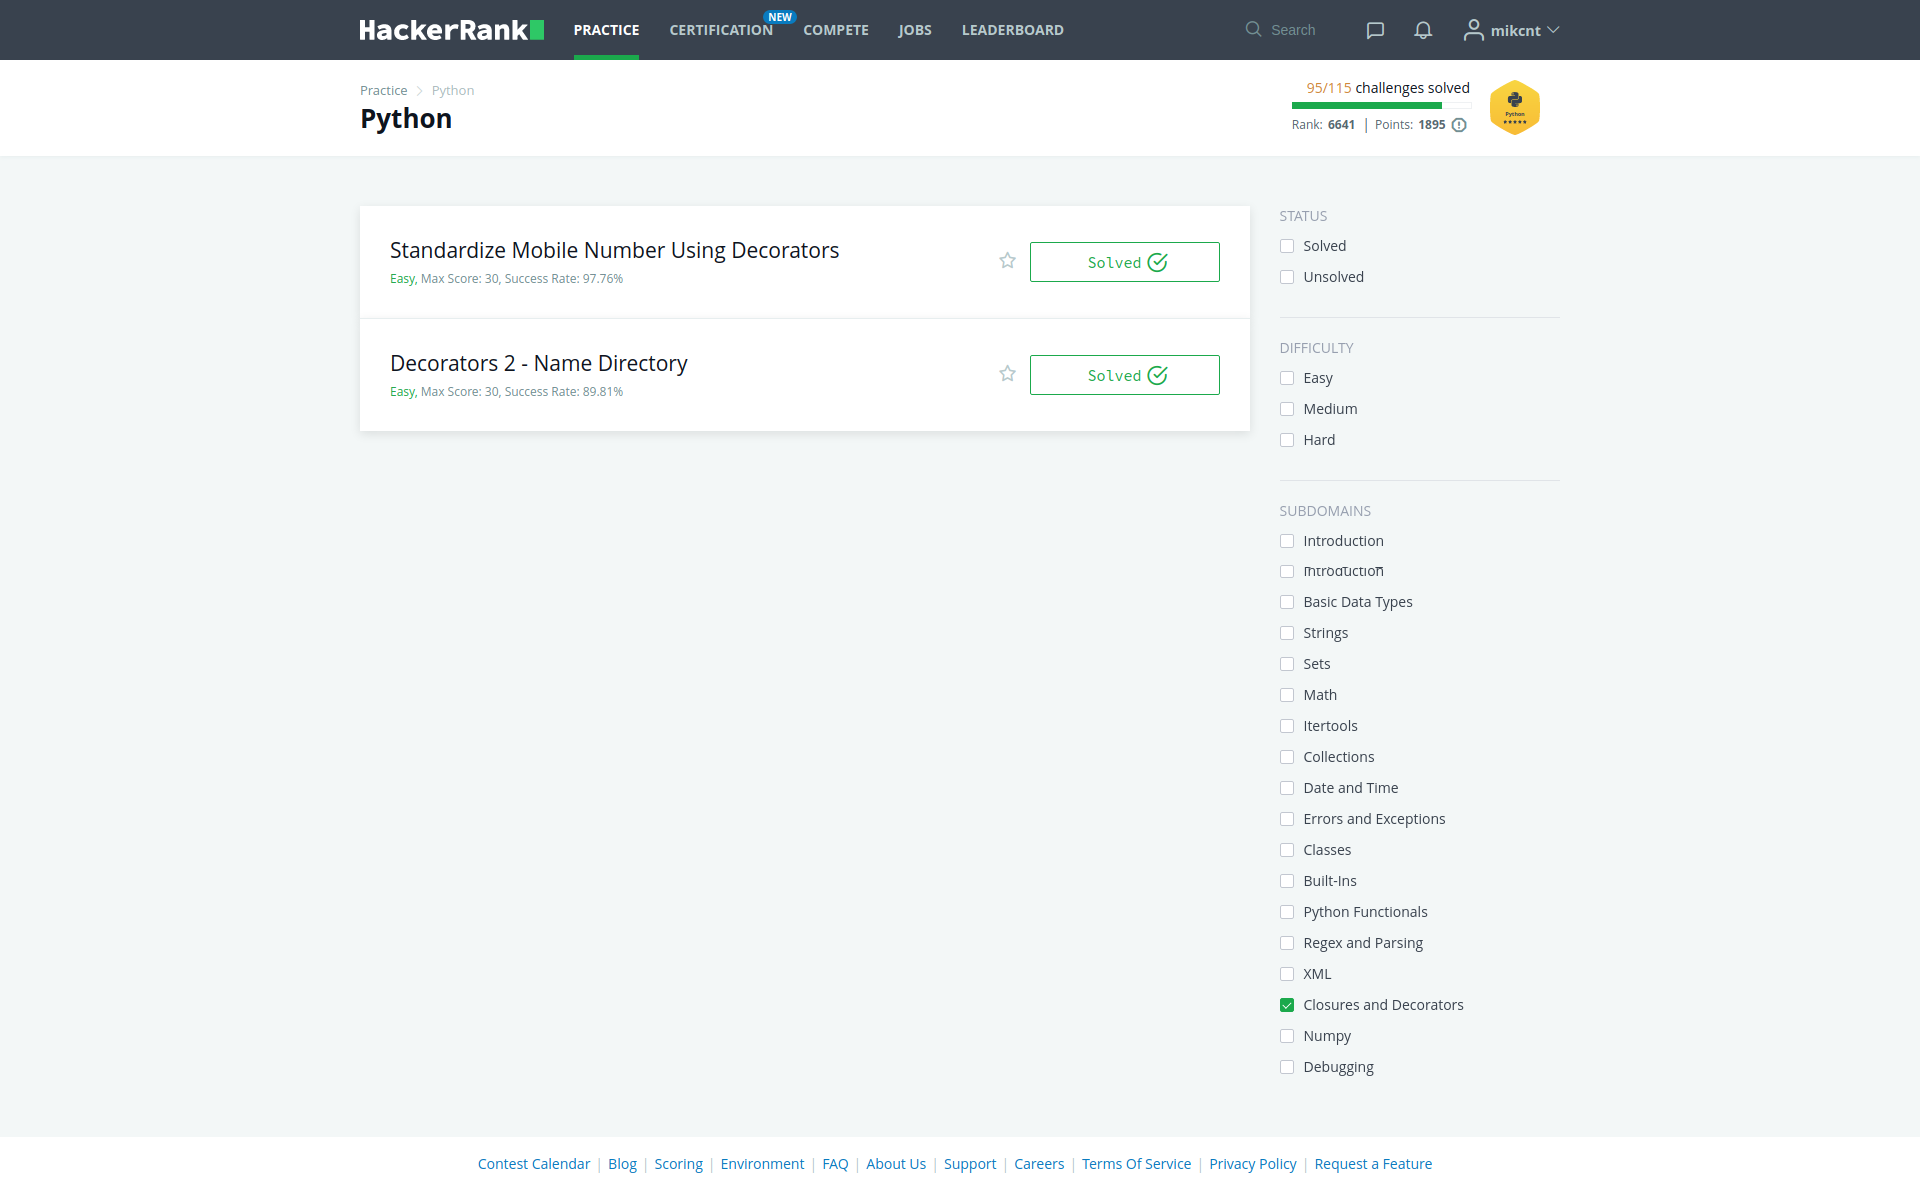 HackerRank
PRACTICE
CERTIFICATION
NEW
COMPETE
JOBS
LEADERBOARD
Search
mikcnt
Practice
Python
Python
95/115 challenges solved
Rank: 6641 | Points: 1895
Python
Standardize Mobile Number Using Decorators
Easy, Max Score: 30, Success Rate: 97.76%
Solved
Decorators 2 - Name Directory
Easy, Max Score: 30, Success Rate: 89.81%
Solved
STATUS
Solved
Unsolved
DIFFICULTY
Easy
Medium
Hard
SUBDOMAINS
Introduction
Introduction
Basic Data Types
Strings
Sets
Math
Itertools
Collections
Date and Time
Errors and Exceptions
Classes
Built-Ins
Python Functionals
Regex and Parsing
XML
Closures and Decorators
Numpy
Debugging
Contest Calendar | Blog | Scoring | Environment | FAQ | About Us | Support | Careers | Terms Of Service | Privacy Policy | Request a Feature